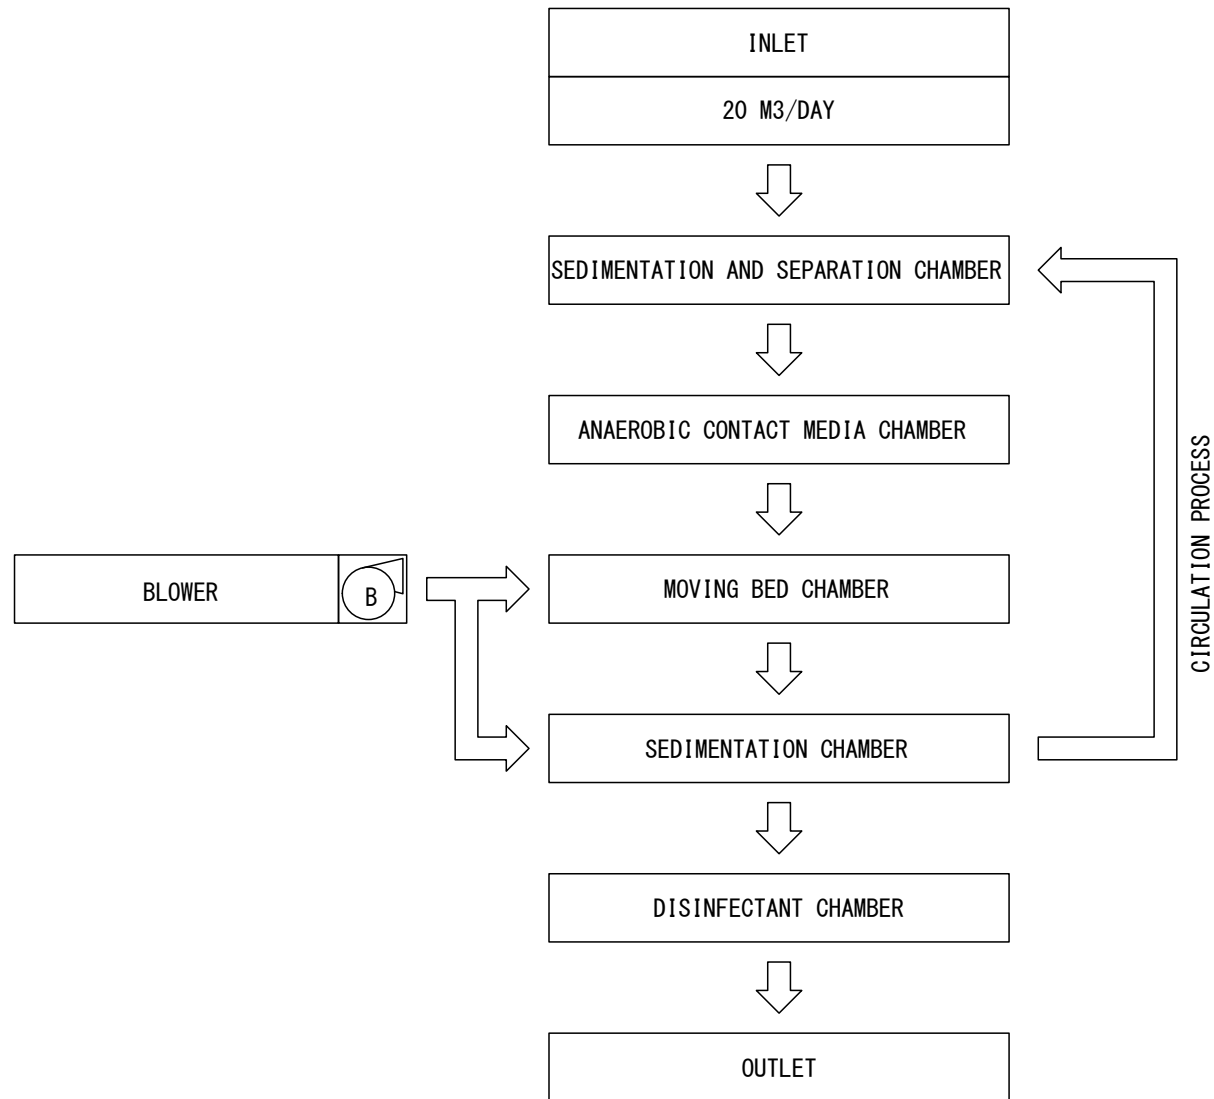 INLET
20 M3/DAY
SEDIMENTATION AND SEPARATION CHAMBER
ANAEROBIC CONTACT MEDIA CHAMBER
BLOWER
B
MOVING BED CHAMBER
SEDIMENTATION CHAMBER
CIRCULATION PROCESS
DISINFECTANT CHAMBER
OUTLET